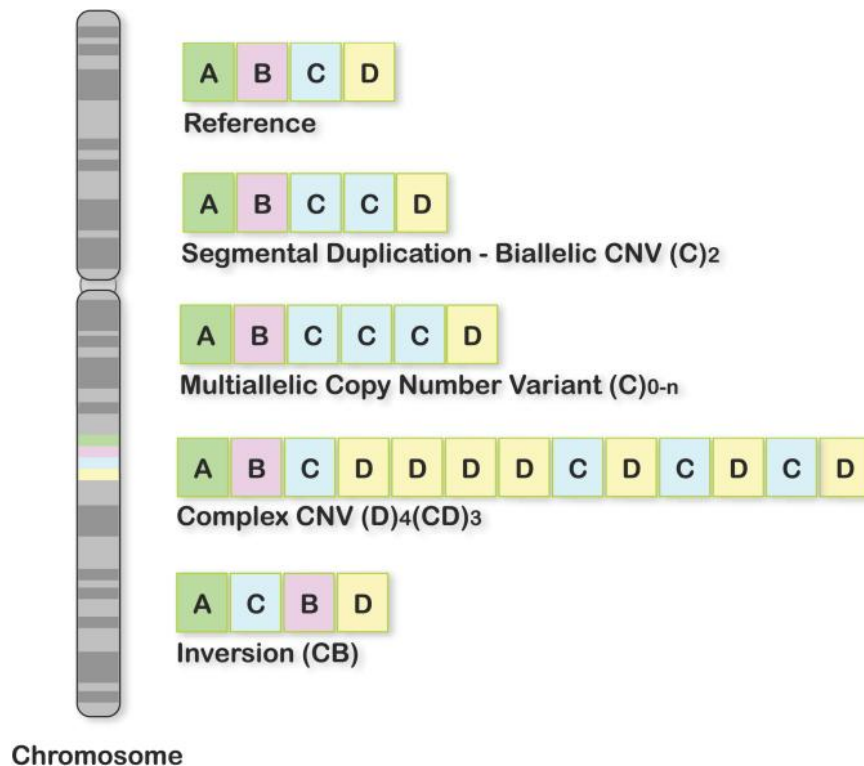 A B C D
Reference
A B C C D
Segmental Duplication - Biallelic CNV (C)2
A B C C C D
Multiallelic Copy Number Variant (C)0-n
A B C D D D D C D C D C D
Complex CNV (D)4(CD)3
A C B D
Inversion (CB)
Chromosome